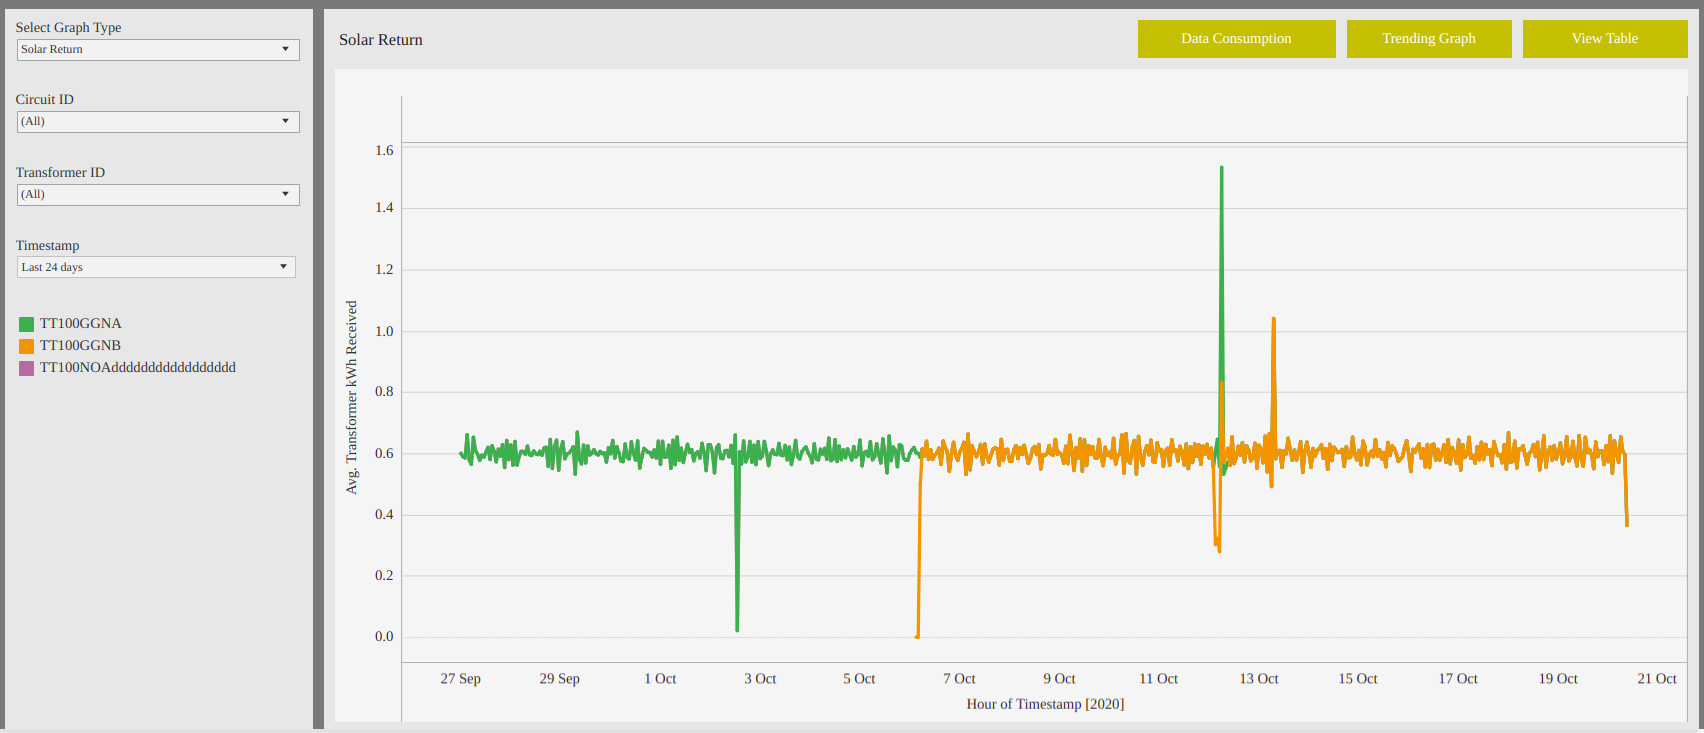 Select Graph Type
Solar Return
Circuit ID
(All)
Transformer ID
(All)
Timestamp
Last 24 days
TT100GGNA
TT100GGNB
TT100NOAddddddddddddddddd
Solar Return
Data Consumption
Trending Graph
View Table
Avg. Transformer kWh Received
1.6
1.4
1.2
1.0
0.8
0.6
0.4
0.2
0.0
27 Sep
29 Sep
1 Oct
3 Oct
5 Oct
7 Oct
9 Oct
11 Oct
13 Oct
15 Oct
17 Oct
19 Oct
21 Oct
Hour of Timestamp [2020]